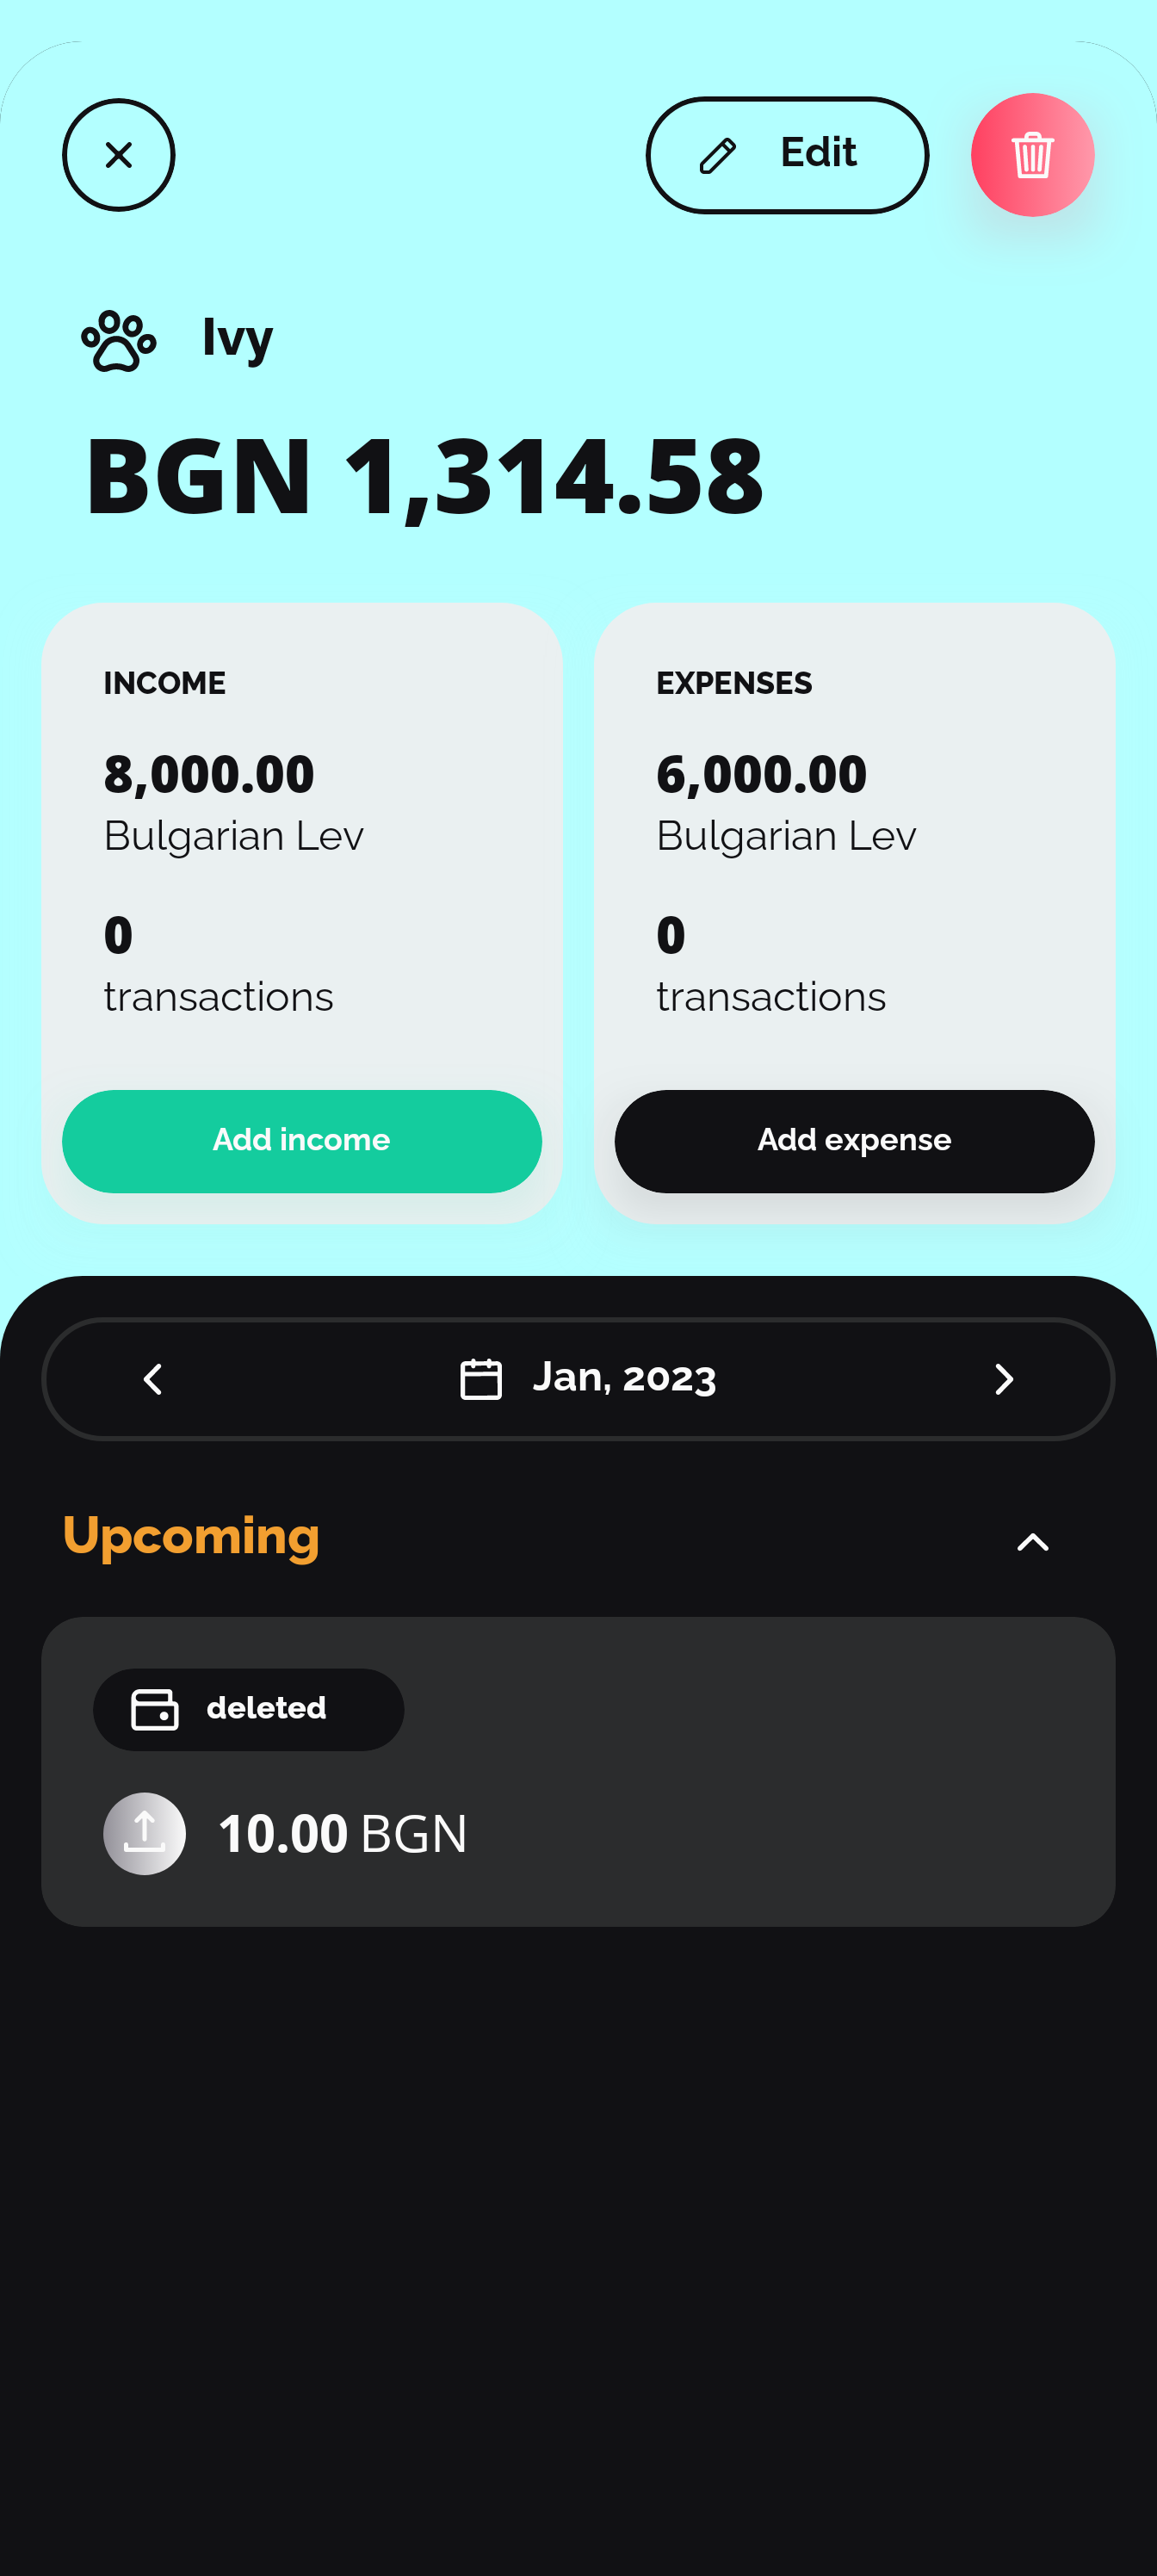 Edit
Ivy
BGN 1,314.58
INCOME
8,000.00
Bulgarian Lev
0
transactions
Add income
EXPENSES
6,000.00
Bulgarian Lev
0
transactions
Add expense
Jan, 2023
Upcoming
deleted
10.00 BGN